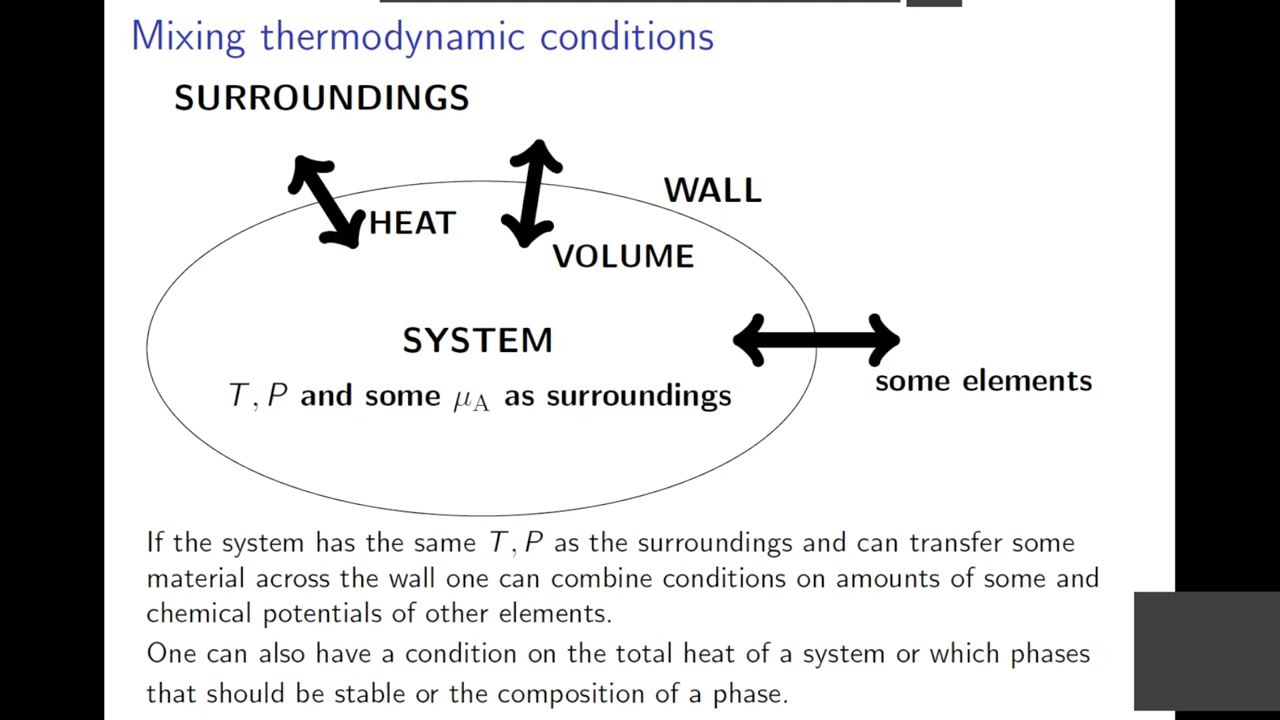 Mixing thermodynamic conditions
SURROUNDINGS
WALL
HEAT
VOLUME
SYSTEM
some elements
T, P and some μA as surroundings
If the system has the same T, P as the surroundings and can transfer some
material across the wall one can combine conditions on amounts of some and
chemical potentials of other elements.
One can also have a condition on the total heat of a system or which phases
that should be stable or the composition of a phase.